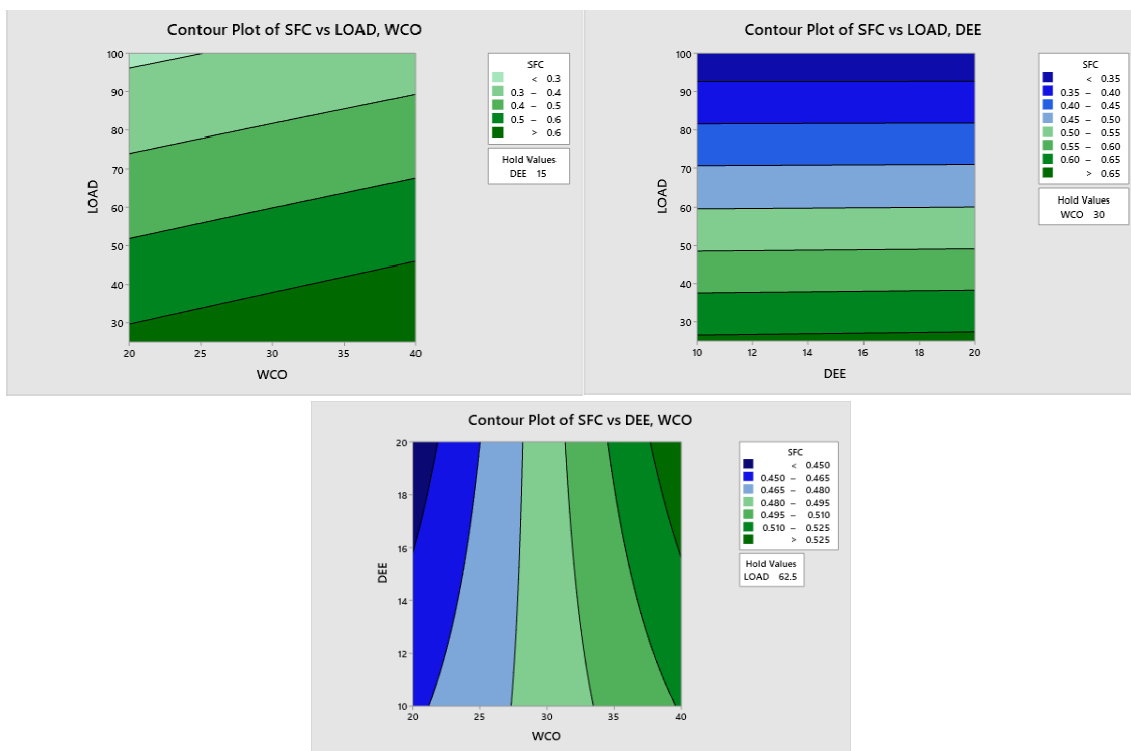 Contour Plot of SFC vs LOAD, WCO
100
90
80
70
60
50
40
30
LOAD
20 25 30 35 40
WCO
SFC
< 0.3
0.3 – 0.4
0.4 – 0.5
0.5 – 0.6
> 0.6
Hold Values
DEE 15
Contour Plot of SFC vs LOAD, DEE
100
90
80
70
60
50
40
30
LOAD
10 12 14 16 18 20
DEE
SFC
< 0.35
0.35 – 0.40
0.40 – 0.45
0.45 – 0.50
0.50 – 0.55
0.55 – 0.60
0.60 – 0.65
> 0.65
Hold Values
WCO 30
Contour Plot of SFC vs DEE, WCO
20
18
16
14
12
10
DEE
20 25 30 35 40
WCO
SFC
< 0.450
0.450 – 0.465
0.465 – 0.480
0.480 – 0.495
0.495 – 0.510
0.510 – 0.525
> 0.525
Hold Values
LOAD 62.5